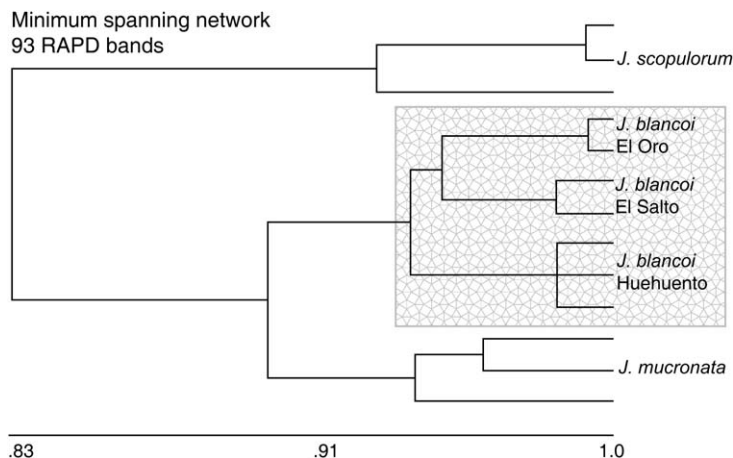 Minimum spanning network
93 RAPD bands
J. scopulorum
J. blancoi
El Oro
J. blancoi
El Salto
J. blancoi
Huehuento
J. mucronata
.83 .91 1.0